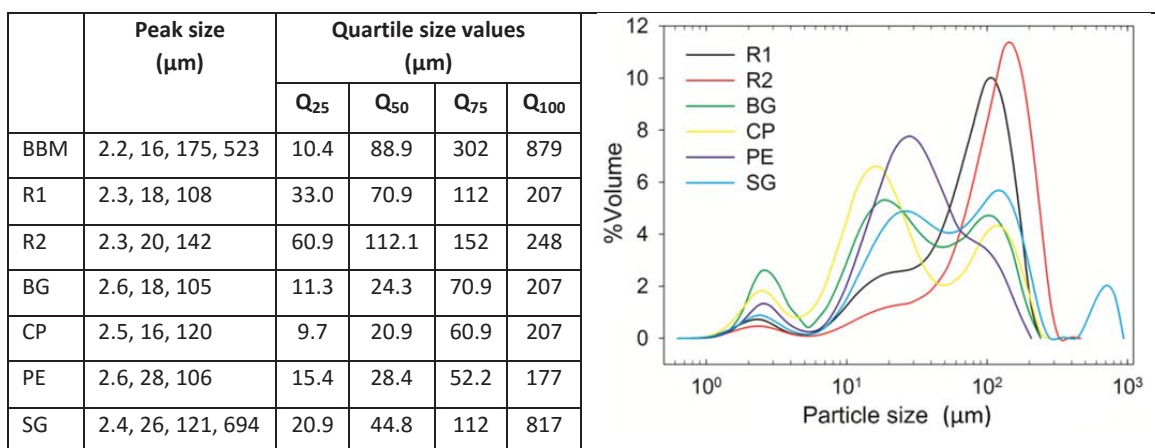 Peak size (µm) Quartile size values (µm)
Q25 Q50 Q75 Q100
BBM 2.2, 16, 175, 523 10.4 88.9 302 879
R1 2.3, 18, 108 33.0 70.9 112 207
R2 2.3, 20, 142 60.9 112.1 152 248
BG 2.6, 18, 105 11.3 24.3 70.9 207
CP 2.5, 16, 120 9.7 20.9 60.9 207
PE 2.6, 28, 106 15.4 28.4 52.2 177
SG 2.4, 26, 121, 694 20.9 44.8 112 817
%Volume
12
10
8
6
4
2
0
R1
R2
BG
CP
PE
SG
10⁰ 10¹ 10² 10³
Particle size (µm)